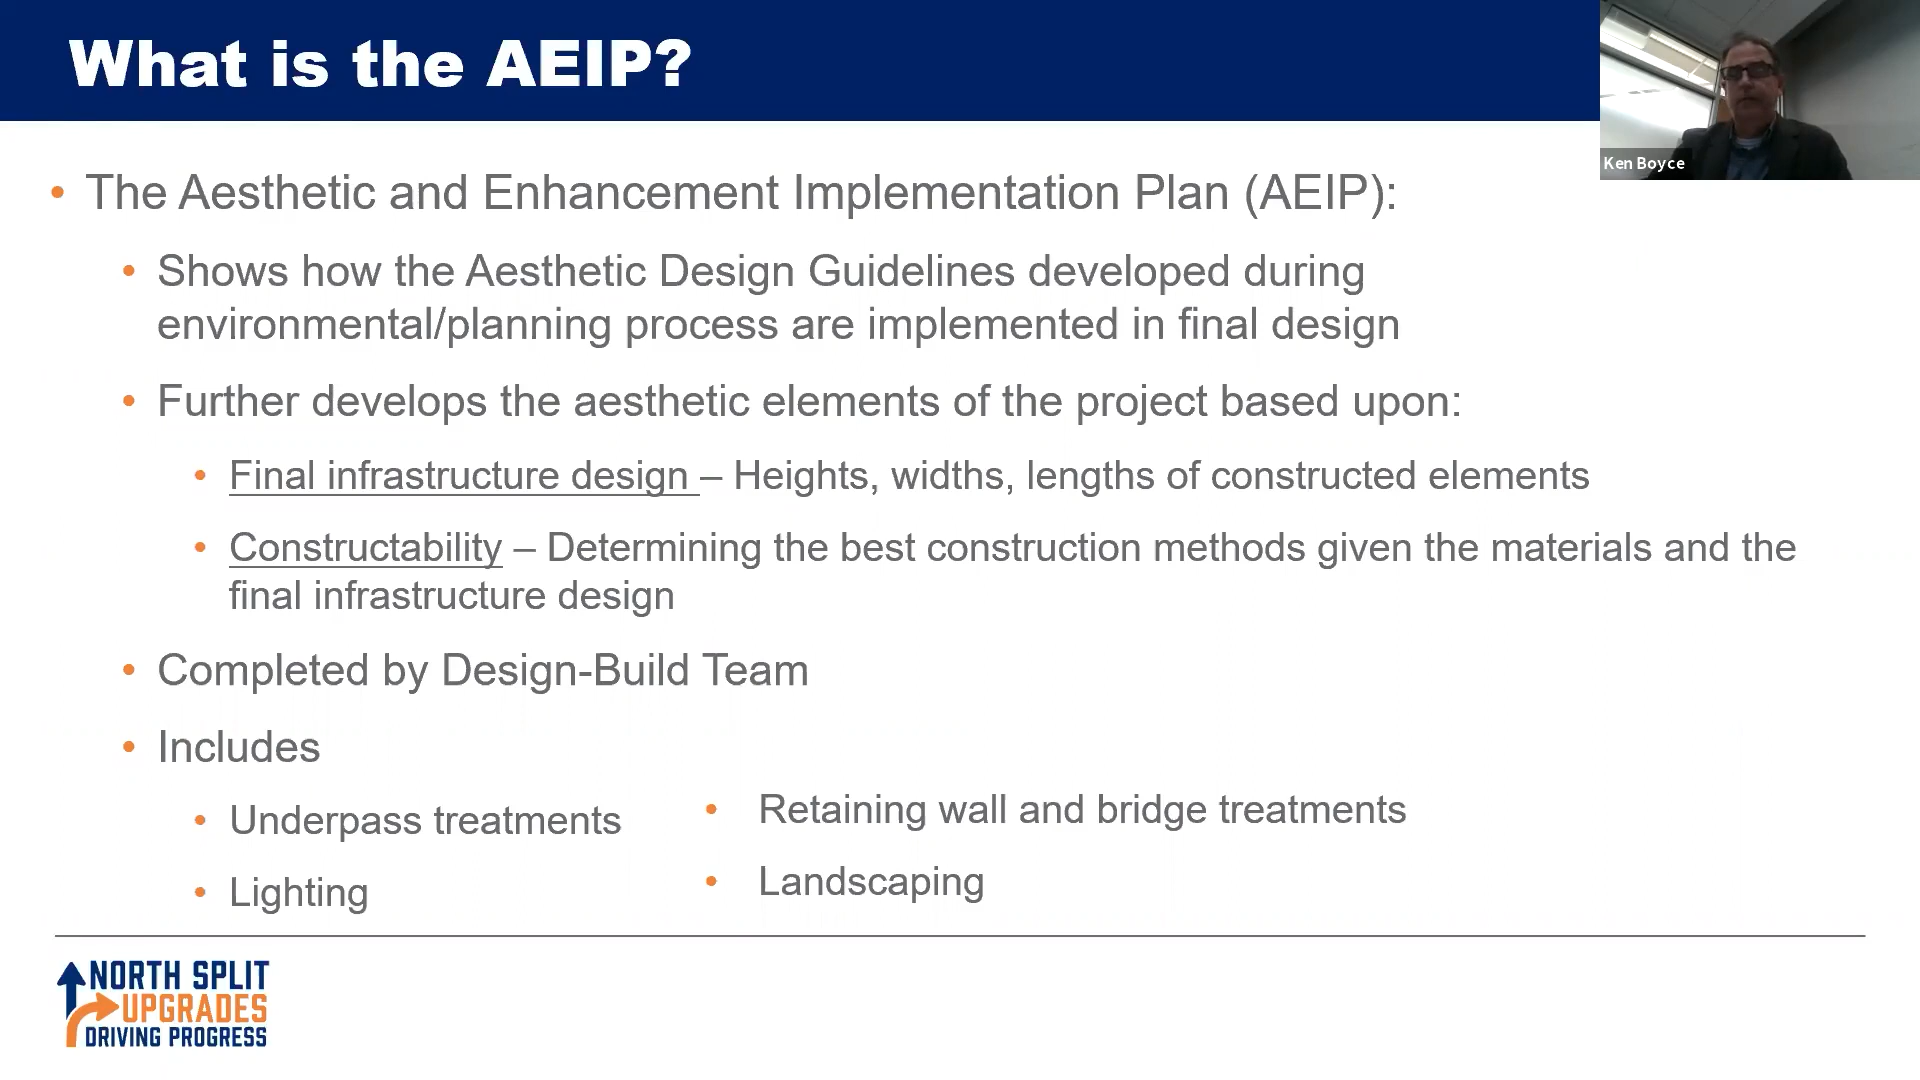 What is the AEIP?
Ken Boyce
• The Aesthetic and Enhancement Implementation Plan (AEIP):
• Shows how the Aesthetic Design Guidelines developed during
environmental/planning process are implemented in final design
• Further develops the aesthetic elements of the project based upon:
• Final infrastructure design – Heights, widths, lengths of constructed elements
• Constructability – Determining the best construction methods given the materials and the
final infrastructure design
• Completed by Design-Build Team
• Includes
• Underpass treatments
• Lighting
• Retaining wall and bridge treatments
• Landscaping
NORTH SPLIT
UPGRADES
DRIVING PROGRESS